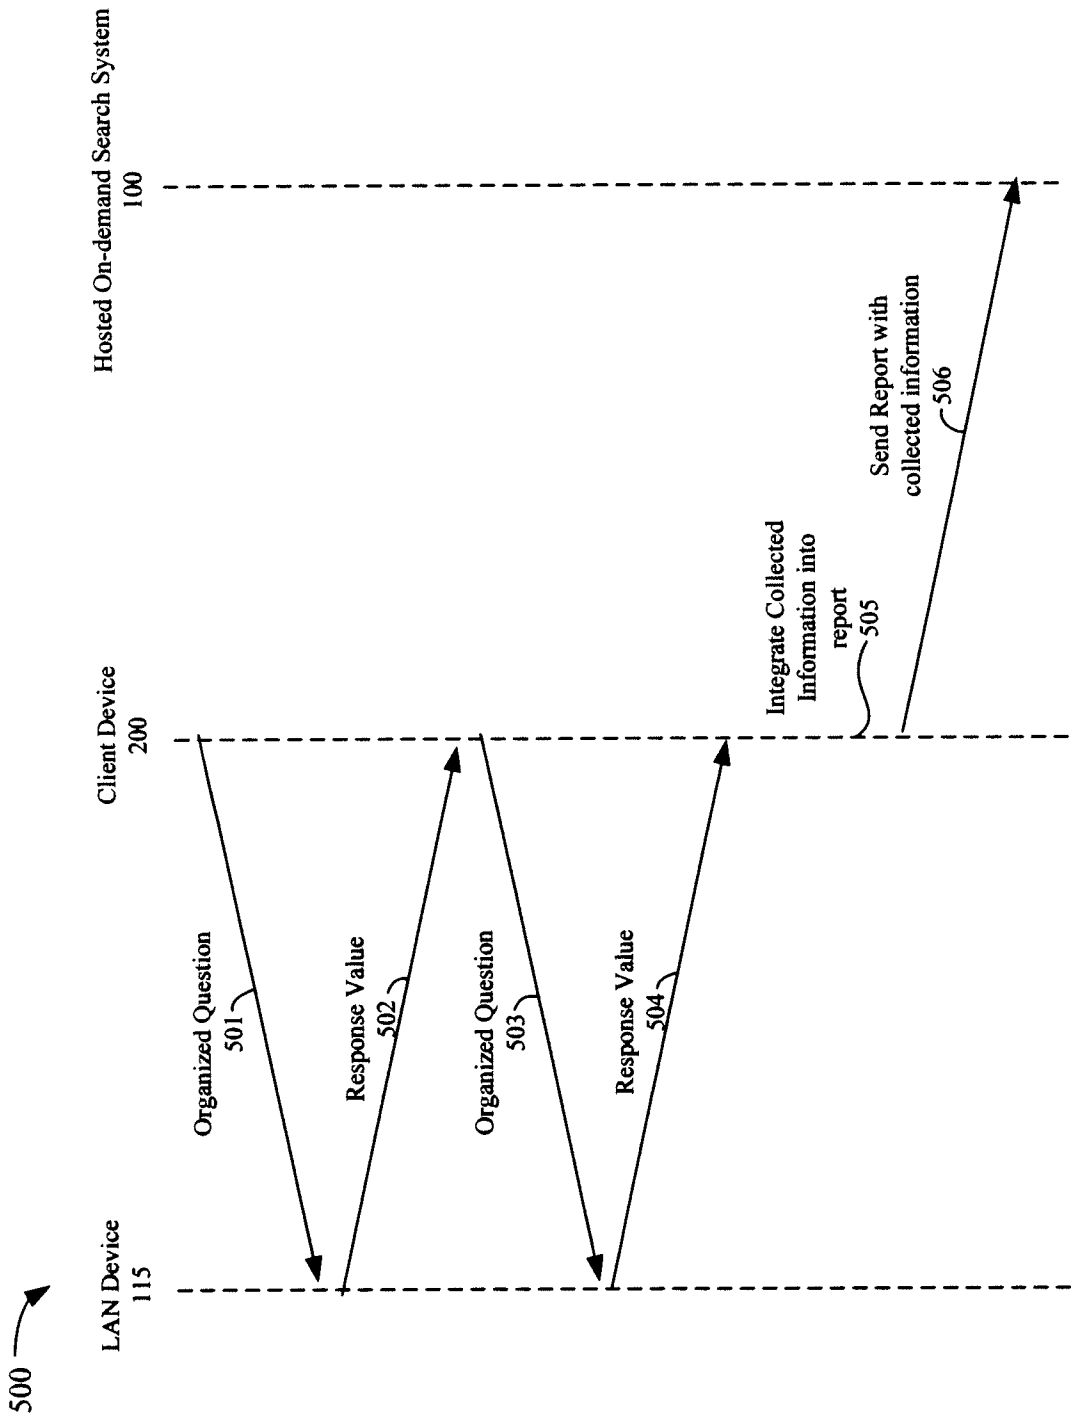 500
LAN Device
115
Client Device
200
Hosted On-demand Search System
100
Organized Question
501
Response Value
502
Organized Question
503
Response Value
504
Integrate Collected
Information into
report
505
Send Report with
collected information
506